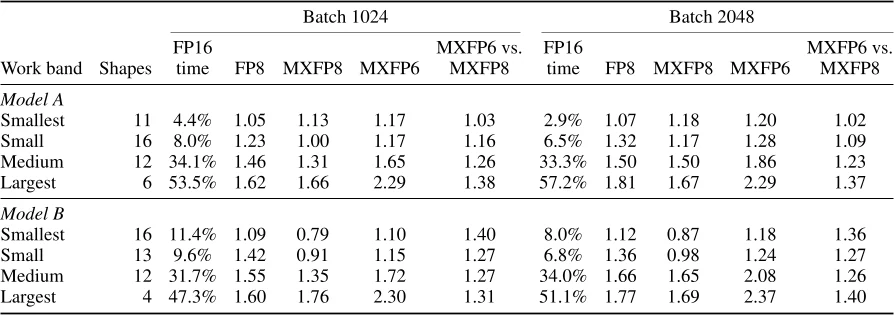 Batch 1024 Batch 2048
FP16 MXFP6 vs. FP16 MXFP6 vs.
Work band Shapes time FP8 MXFP8 MXFP6 MXFP8 time FP8 MXFP8 MXFP6 MXFP8
Model A
Smallest 11 4.4% 1.05 1.13 1.17 1.03 2.9% 1.07 1.18 1.20 1.02
Small 16 8.0% 1.23 1.00 1.17 1.16 6.5% 1.32 1.17 1.28 1.09
Medium 12 34.1% 1.46 1.31 1.65 1.26 33.3% 1.50 1.50 1.86 1.23
Largest 6 53.5% 1.62 1.66 2.29 1.38 57.2% 1.81 1.67 2.29 1.37
Model B
Smallest 16 11.4% 1.09 0.79 1.10 1.40 8.0% 1.12 0.87 1.18 1.36
Small 13 9.6% 1.42 0.91 1.15 1.27 6.8% 1.36 0.98 1.24 1.27
Medium 12 31.7% 1.55 1.35 1.72 1.27 34.0% 1.66 1.65 2.08 1.26
Largest 4 47.3% 1.60 1.76 2.30 1.31 51.1% 1.77 1.69 2.37 1.40